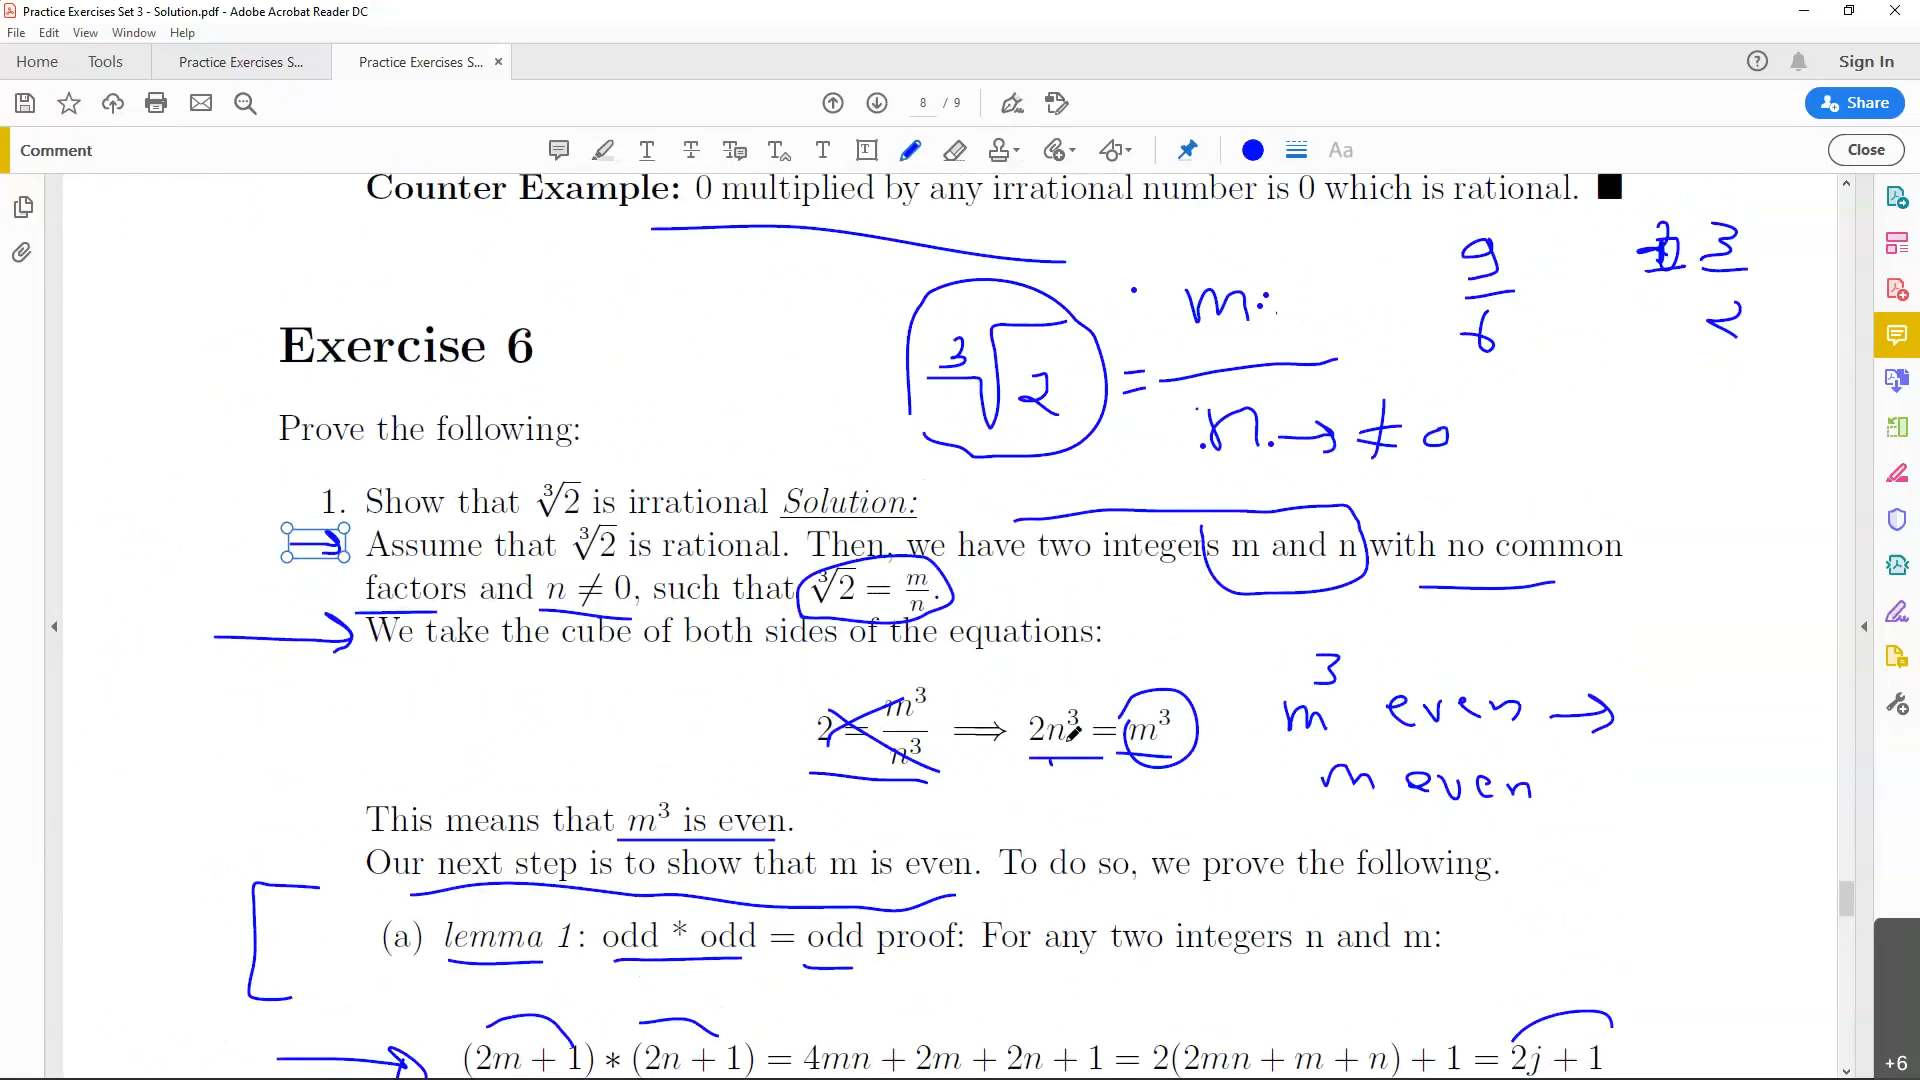 Practice Exercises Set 3 - Solution.pdf - Adobe Acrobat Reader DC
File Edit View Window Help
Home Tools Practice Exercises S... Practice Exercises S... × Sign In
8 / 9 Share
Comment Aa Close
Counter Example: 0 multiplied by any irrational number is 0 which is rational. ■
9/6 3/2
∛2 = m/n → ≠ 0
Exercise 6
Prove the following:
1. Show that ∛2 is irrational Solution:
Assume that ∛2 is rational. Then, we have two integers m and n with no common
factors and n ≠ 0, such that ∛2 = m/n.
We take the cube of both sides of the equations:
2 = m³/n³ ⟹ 2n³ = m³
m³ even →
m even
This means that m³ is even.
Our next step is to show that m is even. To do so, we prove the following.
(a) lemma 1: odd * odd = odd proof: For any two integers n and m:
(2m + 1) * (2n + 1) = 4mn + 2m + 2n + 1 = 2(2mn + m + n) + 1 = 2j + 1
+6